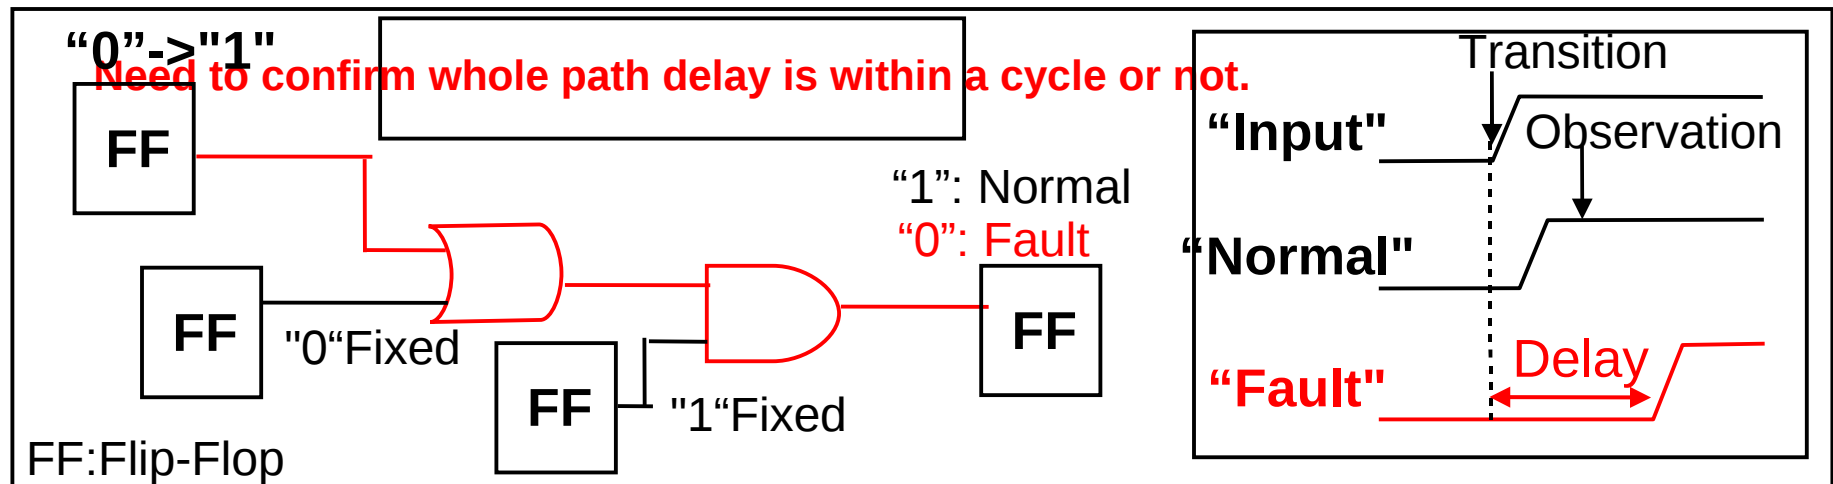 “0”->"1"
Need to confirm whole path delay is within a cycle or not.
FF
“1”: Normal
“0”: Fault
FF
"0“Fixed
FF
"1“Fixed
FF
FF:Flip-Flop
Transition
“Input"
Observation
“Normal"
Delay
“Fault"